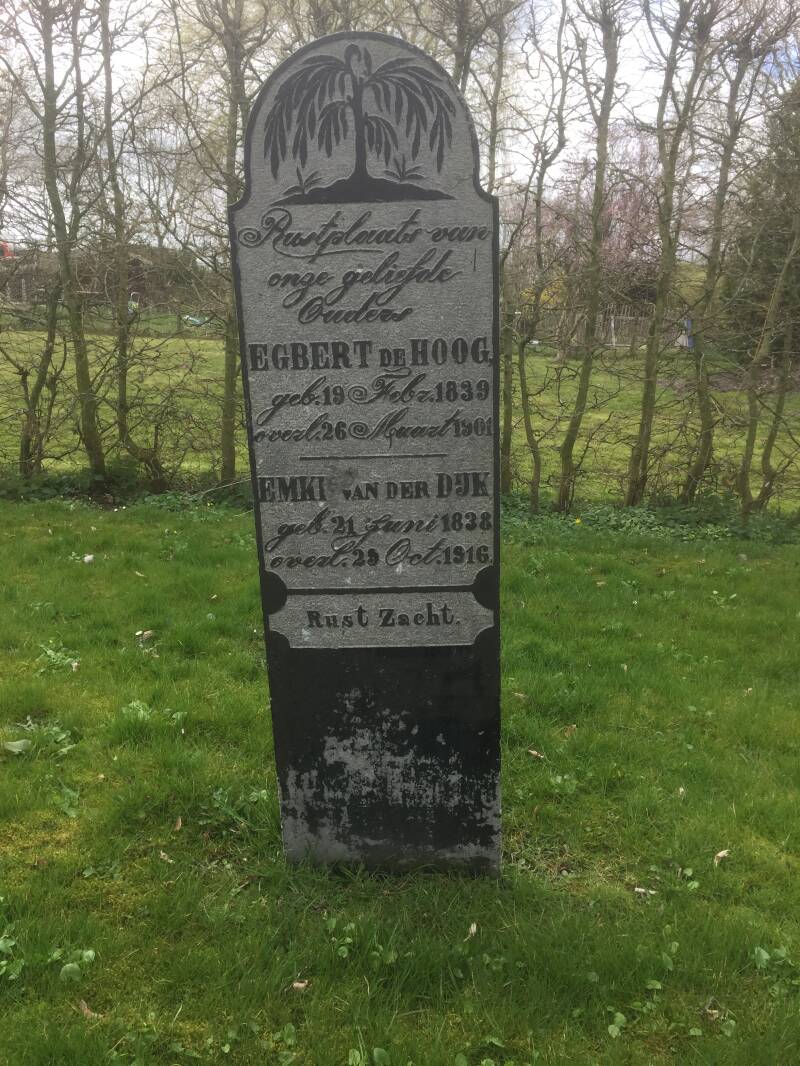 Rustplaats van
onze geliefde
Ouders
EGBERT DE HOOG,
geb. 19 Febr. 1839
overl. 26 Maart 1901
VAN DER DIJK
geb. 21 Juni 1838
overl. 29 Oct. 1916.
Rust Zacht.